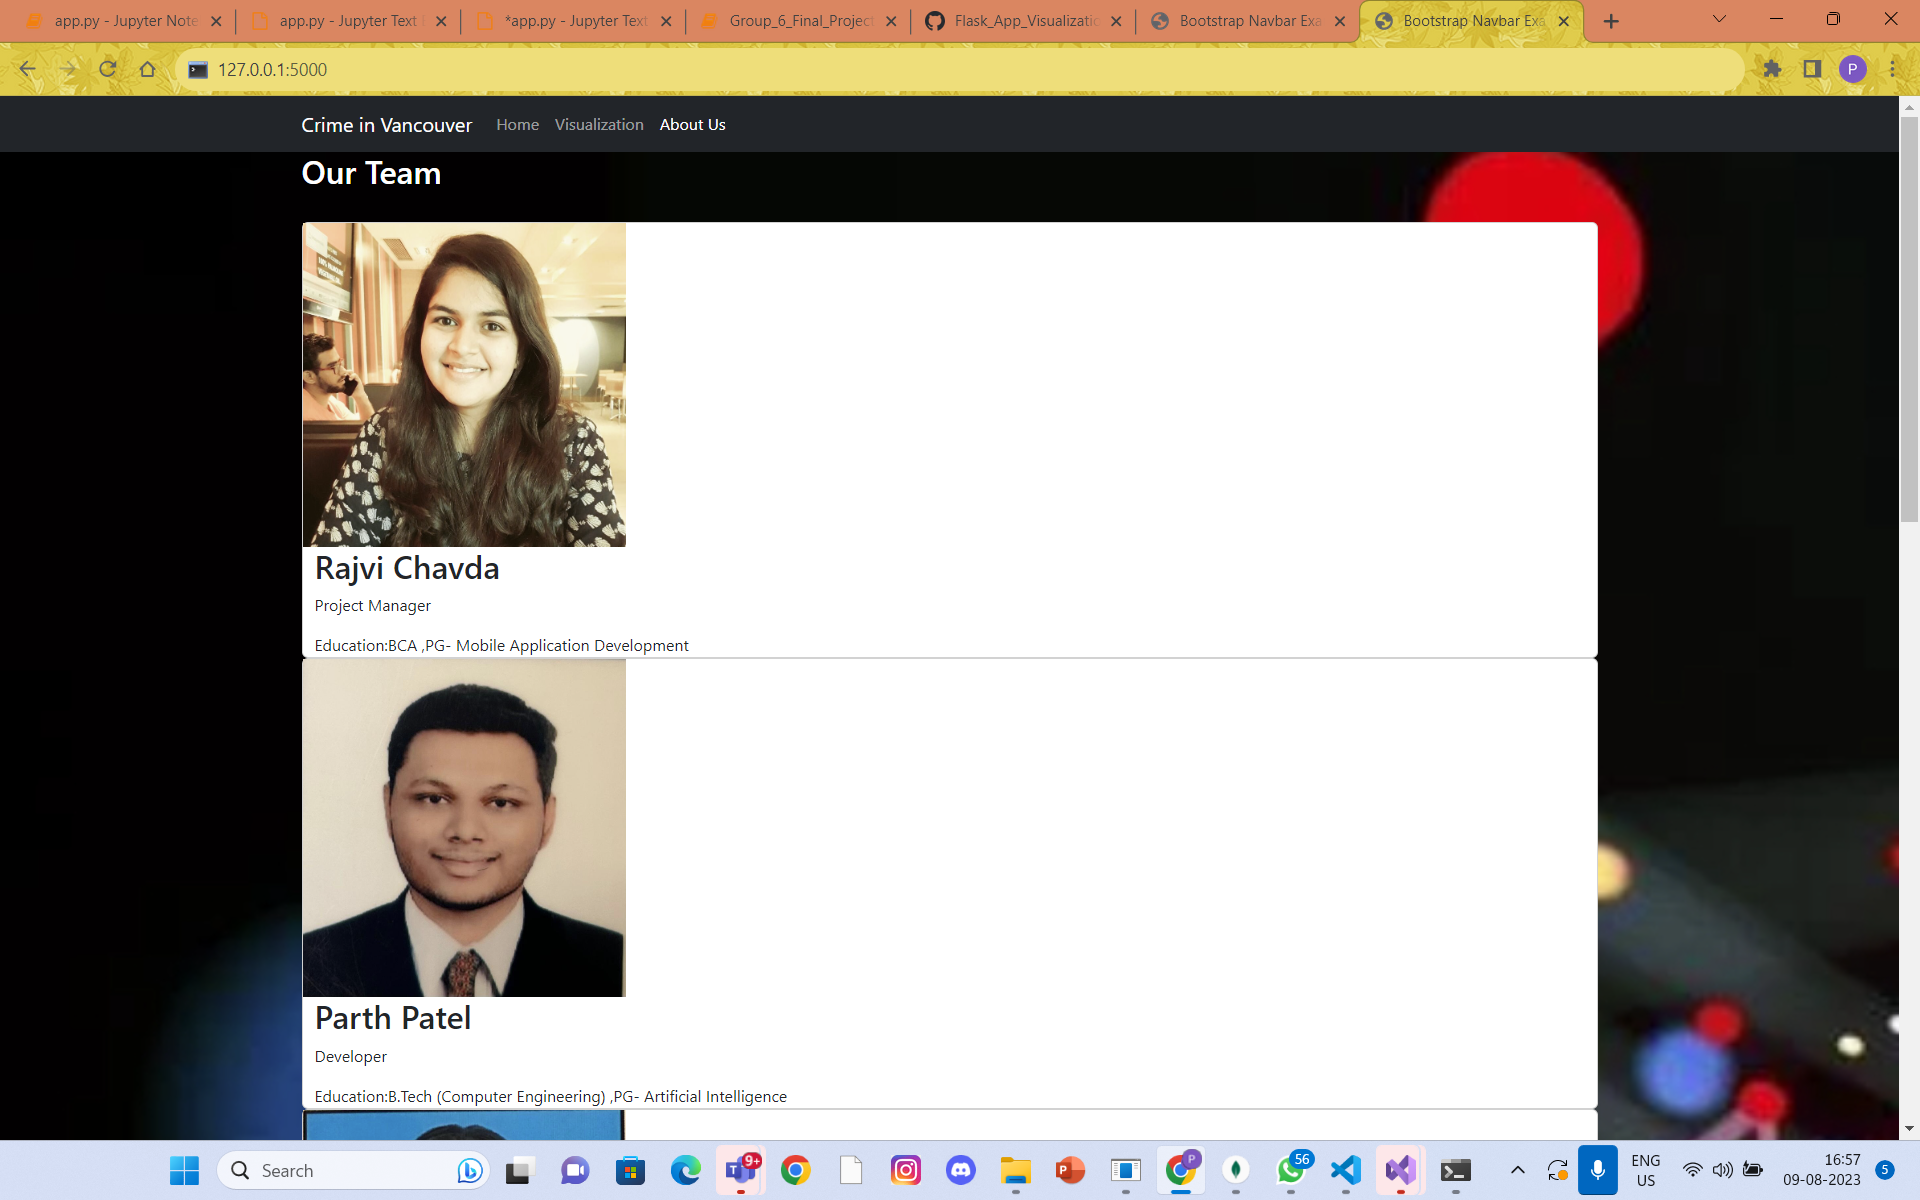 app.py - Jupyter Note
app.py - Jupyter Text
*app.py - Jupyter Text
Group_6_Final_Project
Flask_App_Visualizatio
Bootstrap Navbar Exa
Bootstrap Navbar Exa
127.0.0.1:5000
P
Crime in Vancouver Home Visualization About Us
Our Team
Rajvi Chavda
Project Manager
Education:BCA ,PG- Mobile Application Development
Parth Patel
Developer
Education:B.Tech (Computer Engineering) ,PG- Artificial Intelligence
Search
9+
P
56
ENG
US
16:57
09-08-2023
5